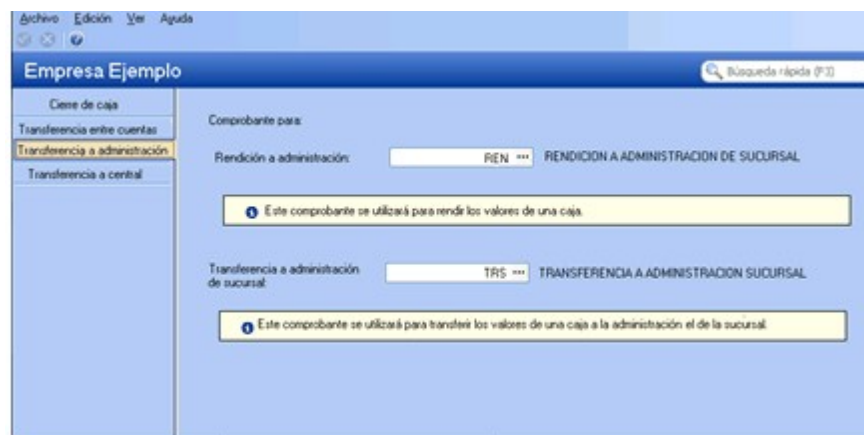 Archivo Edición Ver Ayuda
Empresa Ejemplo
Búsqueda rápida (F3)
Cierre de caja
Transferencia entre cuentas
Transferencia a administración
Transferencia a central
Comprobante para:
Rendición a administración: REN ... RENDICION A ADMINISTRACION DE SUCURSAL
Este comprobante se utilizará para rendir los valores de una caja.
Transferencia a administración
de sucursal: TRS ... TRANSFERENCIA A ADMINISTRACION SUCURSAL
Este comprobante se utilizará para transferir los valores de una caja a la administración el de la sucursal.